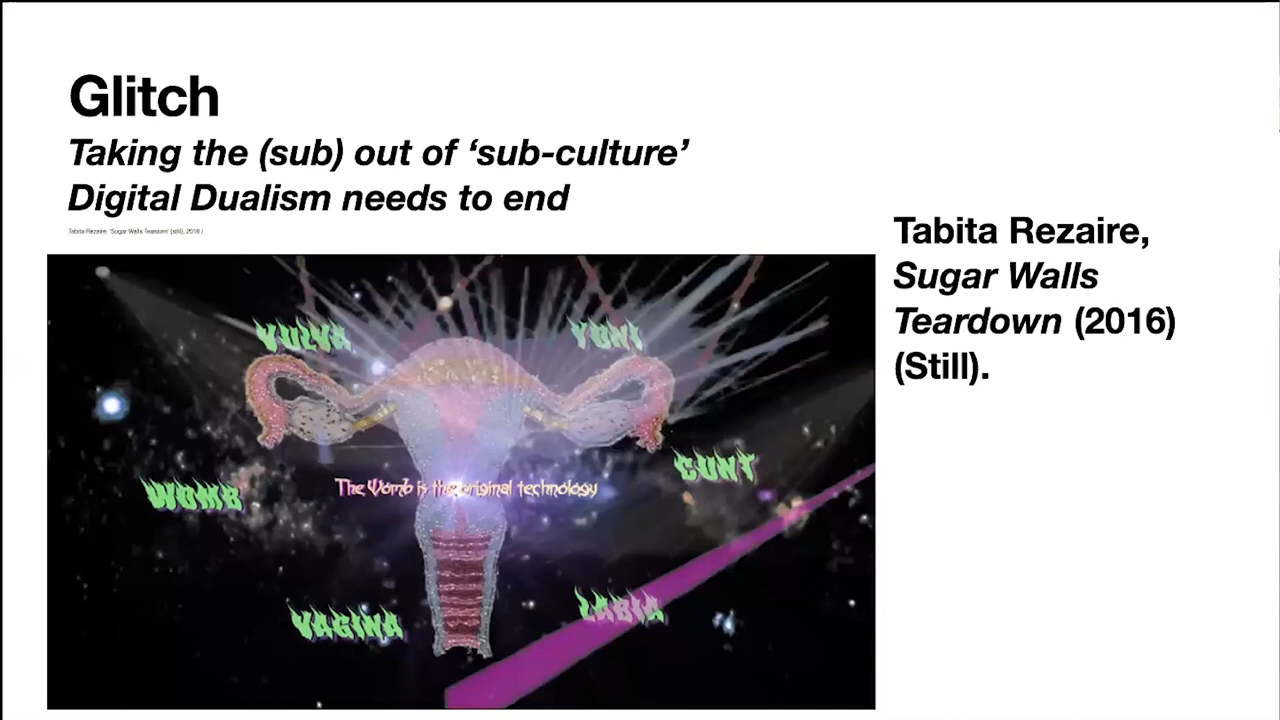 Glitch
Taking the (sub) out of ‘sub-culture’
Digital Dualism needs to end
Tabita Rezaire, 'Sugar Walls Teardom' (still), 2016 /
Tabita Rezaire,
Sugar Walls
Teardown (2016)
(Still).
VULVA
YONI
CUNT
The Womb is the original technology
WOMB
LABIA
VAGINA